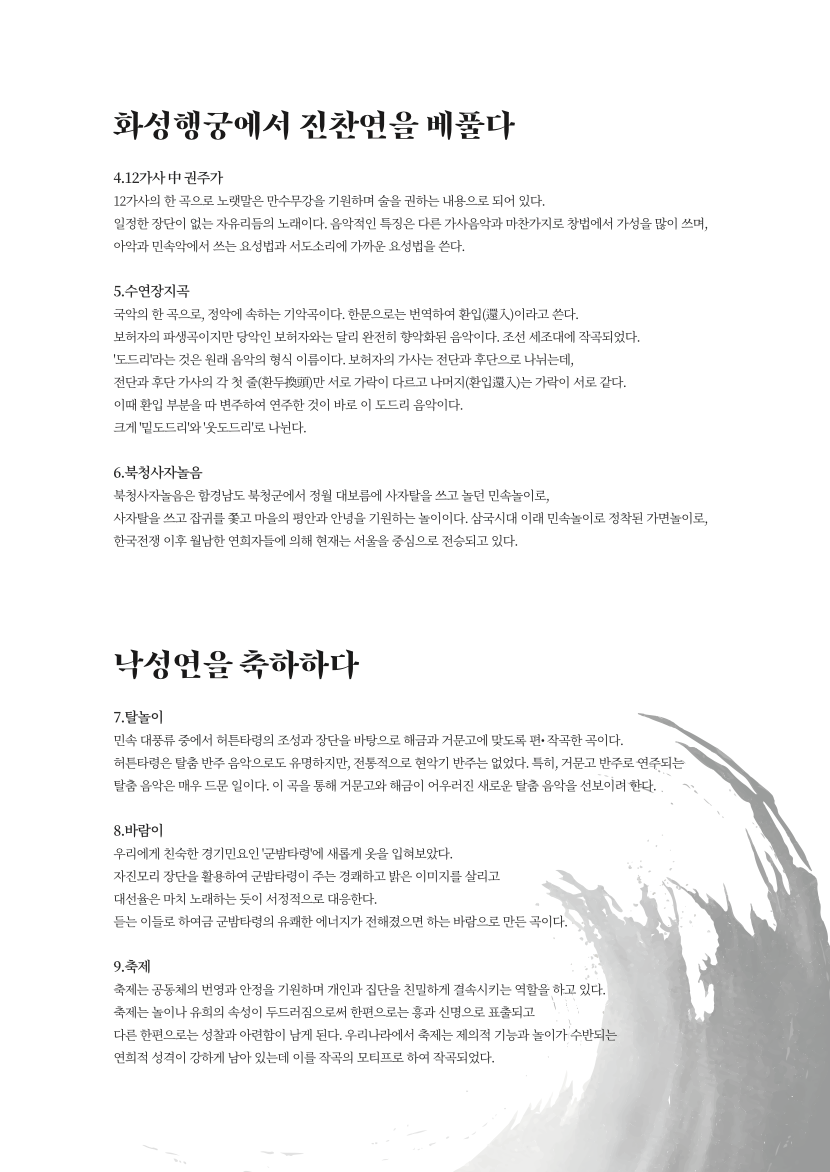 화성행궁에서 진찬연을 베풀다
4.12가사 中 권주가
12가사의 한 곡으로 노랫말은 만수무강을 기원하며 술을 권하는 내용으로 되어 있다.
일정한 장단이 없는 자유리듬의 노래이다. 음악적인 특징은 다른 가사음악과 마찬가지로 창법에서 가성을 많이 쓰며,
아악과 민속악에서 쓰는 요성법과 서도소리에 가까운 요성법을 쓴다.
5.수연장지곡
국악의 한 곡으로, 정악에 속하는 기악곡이다. 한문으로는 번역하여 환입(還入)이라고 쓴다.
보허자의 파생곡이지만 당악인 보허자와는 달리 완전히 향악화된 음악이다. 조선 세조대에 작곡되었다.
'도드리'라는 것은 원래 음악의 형식 이름이다. 보허자의 가사는 전단과 후단으로 나뉘는데,
전단과 후단 가사의 각 첫 줄(환두換頭)만 서로 가락이 다르고 나머지(환입還入)는 가락이 서로 같다.
이때 환입 부분을 따 변주하여 연주한 것이 바로 이 도드리 음악이다.
크게 '밑도드리'와 '웃도드리'로 나뉜다.
6.북청사자놀음
북청사자놀음은 함경남도 북청군에서 정월 대보름에 사자탈을 쓰고 놀던 민속놀이로,
사자탈을 쓰고 잡귀를 쫓고 마을의 평안과 안녕을 기원하는 놀이이다. 삼국시대 이래 민속놀이로 정착된 가면놀이로,
한국전쟁 이후 월남한 연희자들에 의해 현재는 서울을 중심으로 전승되고 있다.
낙성연을 축하하다
7.탈놀이
민속 대풍류 중에서 허튼타령의 조성과 장단을 바탕으로 해금과 거문고에 맞도록 편•작곡한 곡이다.
허튼타령은 탈춤 반주 음악으로도 유명하지만, 전통적으로 현악기 반주는 없었다. 특히, 거문고 반주로 연주되는
탈춤 음악은 매우 드문 일이다. 이 곡을 통해 거문고와 해금이 어우러진 새로운 탈춤 음악을 선보이려 한다.
8.바람이
우리에게 친숙한 경기민요인 '군밤타령'에 새롭게 옷을 입혀보았다.
자진모리 장단을 활용하여 군밤타령이 주는 경쾌하고 밝은 이미지를 살리고
대선율은 마치 노래하는 듯이 서정적으로 대응한다.
듣는 이들로 하여금 군밤타령의 유쾌한 에너지가 전해졌으면 하는 바람으로 만든 곡이다.
9.축제
축제는 공동체의 번영과 안정을 기원하며 개인과 집단을 친밀하게 결속시키는 역할을 하고 있다.
축제는 놀이나 유희의 속성이 두드러짐으로써 한편으로는 흥과 신명으로 표출되고
다른 한편으로는 성찰과 아련함이 남게 된다. 우리나라에서 축제는 제의적 기능과 놀이가 수반되는
연희적 성격이 강하게 남아 있는데 이를 작곡의 모티프로 하여 작곡되었다.